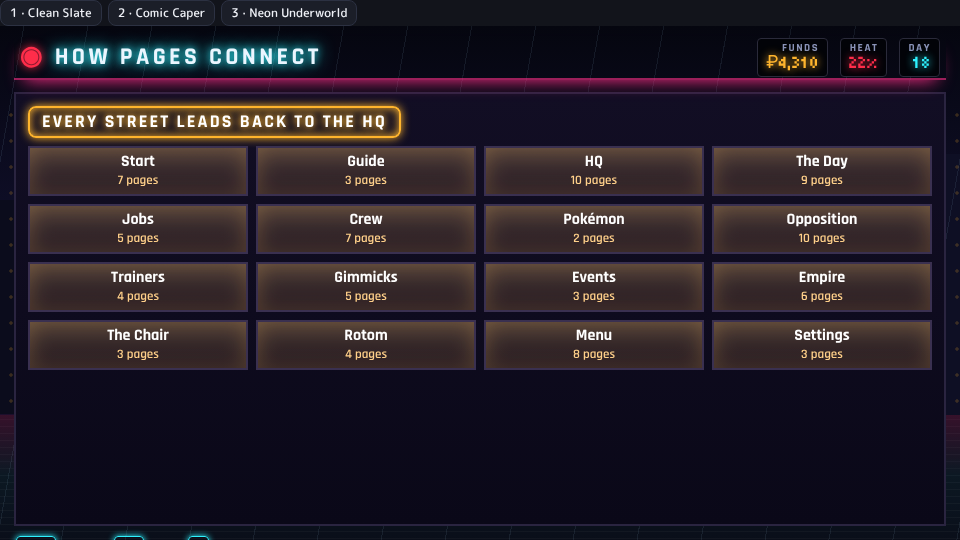 1 · Clean Slate
2 · Comic Caper
3 · Neon Underworld
HOW PAGES CONNECT
FUNDS
₽4,310
HEAT
22%
DAY
18
EVERY STREET LEADS BACK TO THE HQ
Start
7 pages
Guide
3 pages
HQ
10 pages
The Day
9 pages
Jobs
5 pages
Crew
7 pages
Pokémon
2 pages
Opposition
10 pages
Trainers
4 pages
Gimmicks
5 pages
Events
3 pages
Empire
6 pages
The Chair
3 pages
Rotom
4 pages
Menu
8 pages
Settings
3 pages